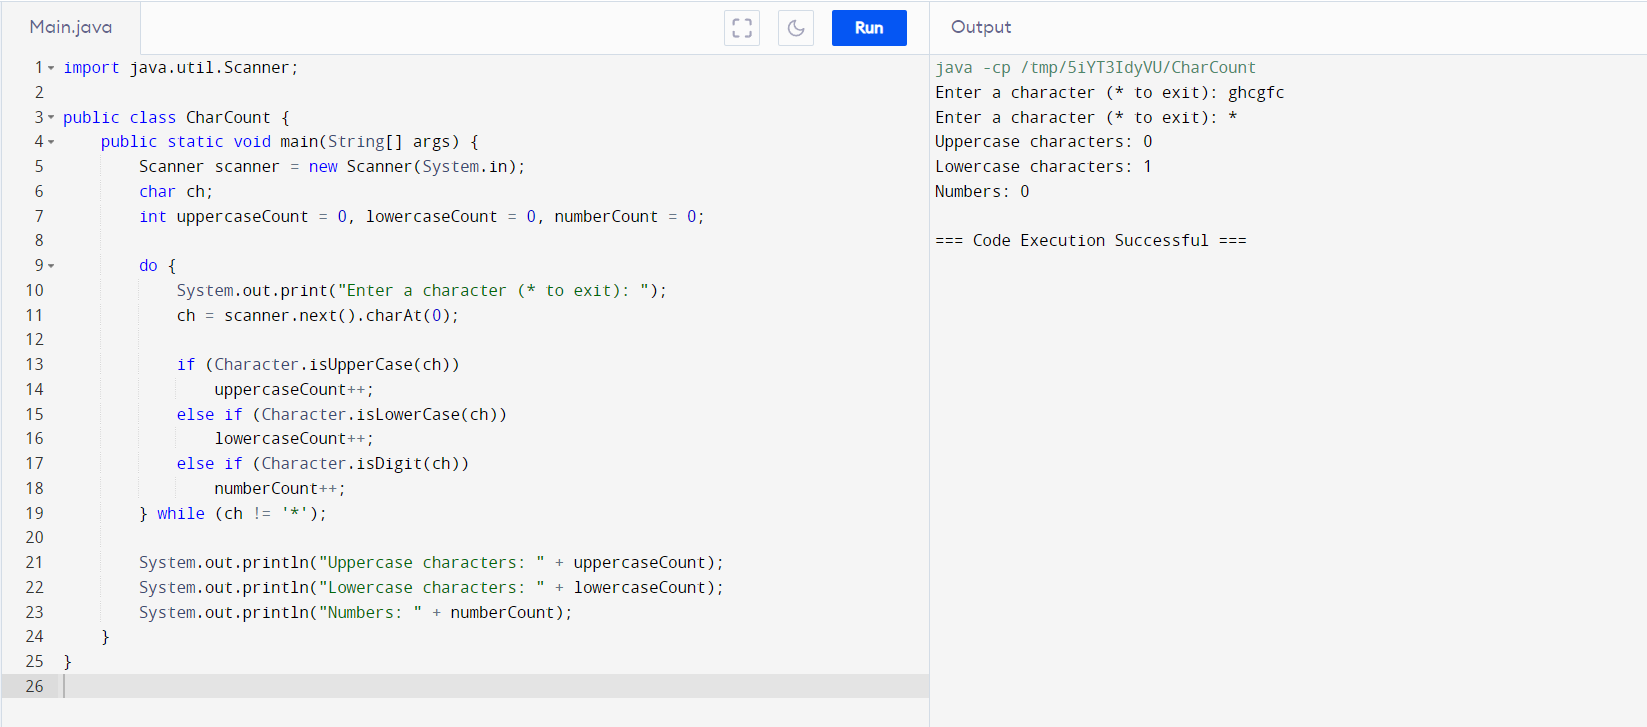 Main.java
Run
Output
1 import java.util.Scanner;
2
3 public class CharCount {
4     public static void main(String[] args) {
5         Scanner scanner = new Scanner(System.in);
6         char ch;
7         int uppercaseCount = 0, lowercaseCount = 0, numberCount = 0;
8
9         do {
10             System.out.print("Enter a character (* to exit): ");
11             ch = scanner.next().charAt(0);
12
13             if (Character.isUpperCase(ch))
14                 uppercaseCount++;
15             else if (Character.isLowerCase(ch))
16                 lowercaseCount++;
17             else if (Character.isDigit(ch))
18                 numberCount++;
19         } while (ch != '*');
20
21         System.out.println("Uppercase characters: " + uppercaseCount);
22         System.out.println("Lowercase characters: " + lowercaseCount);
23         System.out.println("Numbers: " + numberCount);
24     }
25 }
26
java -cp /tmp/5iYT3IdyVU/CharCount
Enter a character (* to exit): ghcgfc
Enter a character (* to exit): *
Uppercase characters: 0
Lowercase characters: 1
Numbers: 0
=== Code Execution Successful ===